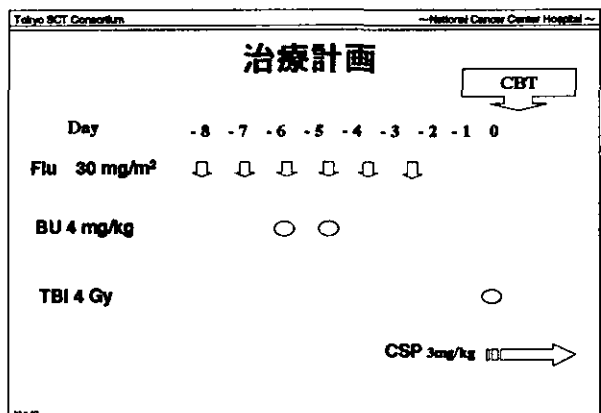 Tokyo SCT Consortium ~National Cancer Center Hospital~
治療計画
CBT
Day -8 -7 -6 -5 -4 -3 -2 -1 0
Flu 30 mg/m²
BU 4 mg/kg
TBI 4 Gy
CSP 3mg/kg